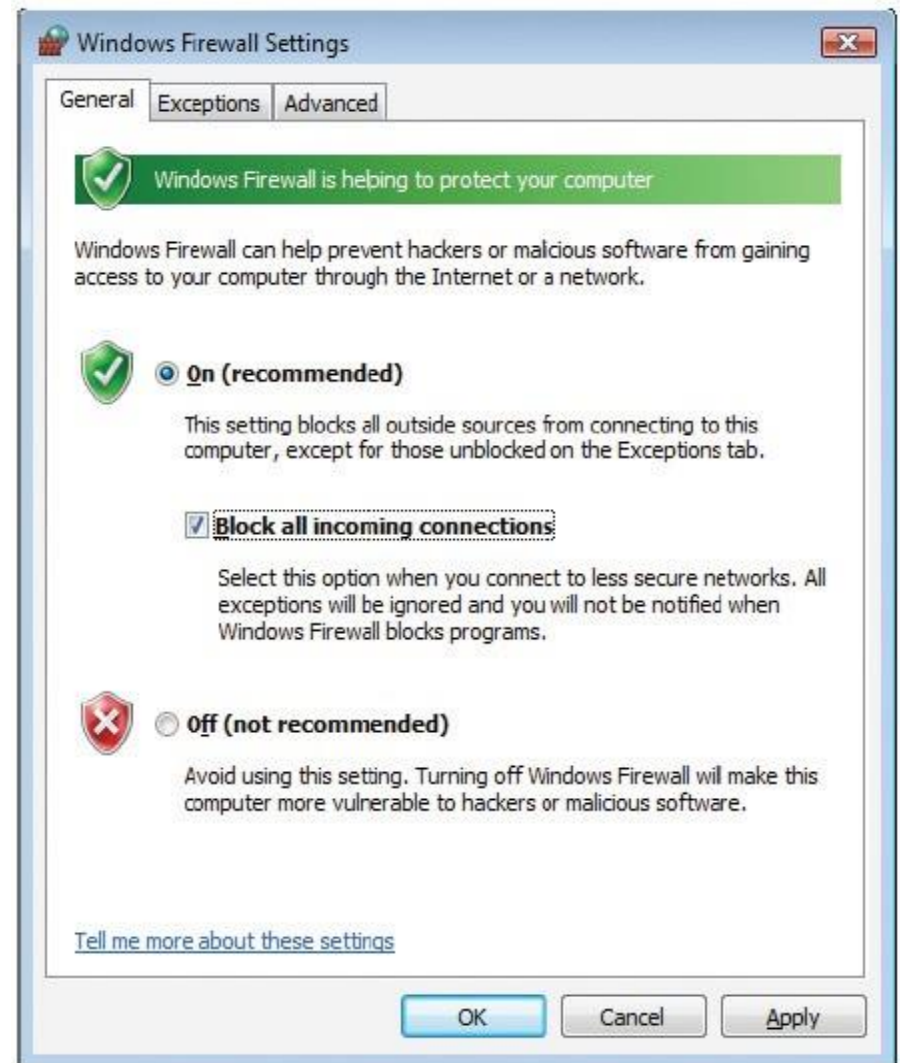 Windows Firewall Settings
General
Exceptions
Advanced
Windows Firewall is helping to protect your computer
Windows Firewall can help prevent hackers or malicious software from gaining
access to your computer through the Internet or a network.
On (recommended)
This setting blocks all outside sources from connecting to this
computer, except for those unblocked on the Exceptions tab.
Block all incoming connections
Select this option when you connect to less secure networks. All
exceptions will be ignored and you will not be notified when
Windows Firewall blocks programs.
Off (not recommended)
Avoid using this setting. Turning off Windows Firewall will make this
computer more vulnerable to hackers or malicious software.
Tell me more about these settings
OK
Cancel
Apply